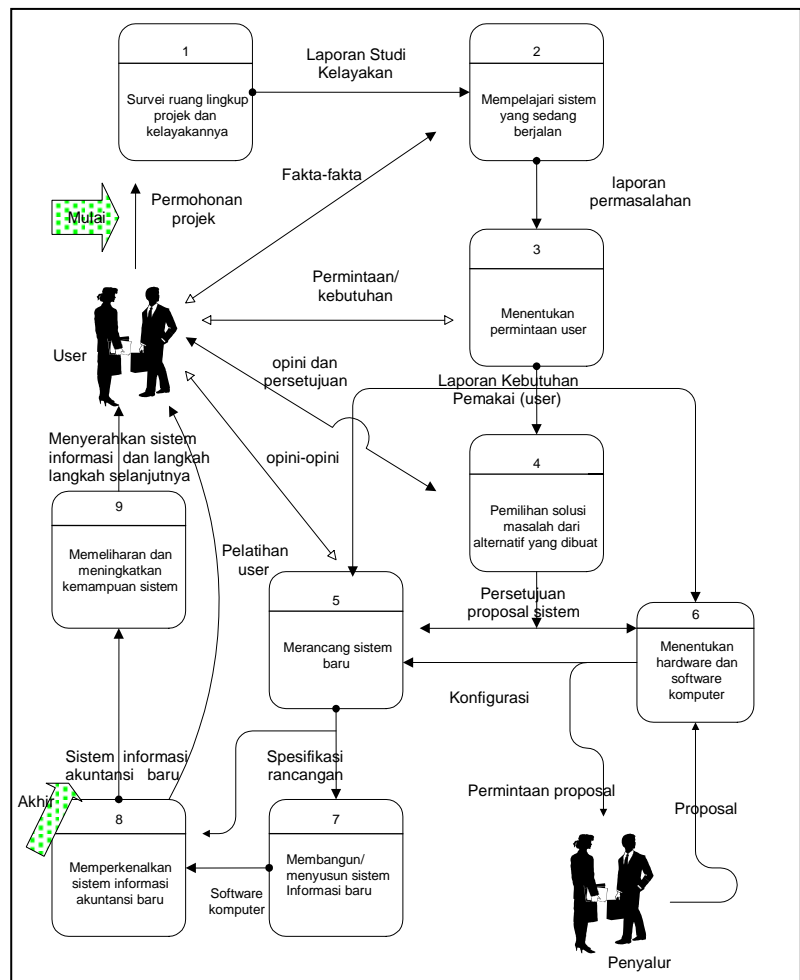 1
Survei ruang lingkup
projek dan
kelayakannya
Laporan Studi
Kelayakan
2
Mempelajari sistem
yang sedang
berjalan
Fakta-fakta
laporan
permasalahan
Mulai
Permohonan
projek
3
Menentukan
permintaan user
Permintaan/
kebutuhan
User
opini dan
persetujuan
Laporan Kebutuhan
Pemakai (user)
Menyerahkan sistem
informasi dan langkah
langkah selanjutnya
opini-opini
4
Pemilihan solusi
masalah dari
alternatif yang dibuat
9
Memeliharan dan
meningkatkan
kemampuan sistem
Pelatihan
user
Persetujuan
proposal sistem
5
Merancang sistem
baru
6
Menentukan
hardware dan
software
komputer
Konfigurasi
Sistem informasi
akuntansi baru
Spesifikasi
rancangan
Permintaan proposal
Proposal
Akhir
8
Memperkenalkan
sistem informasi
akuntansi baru
7
Membangun/
menyusun sistem
Informasi baru
Software
komputer
Penyalur